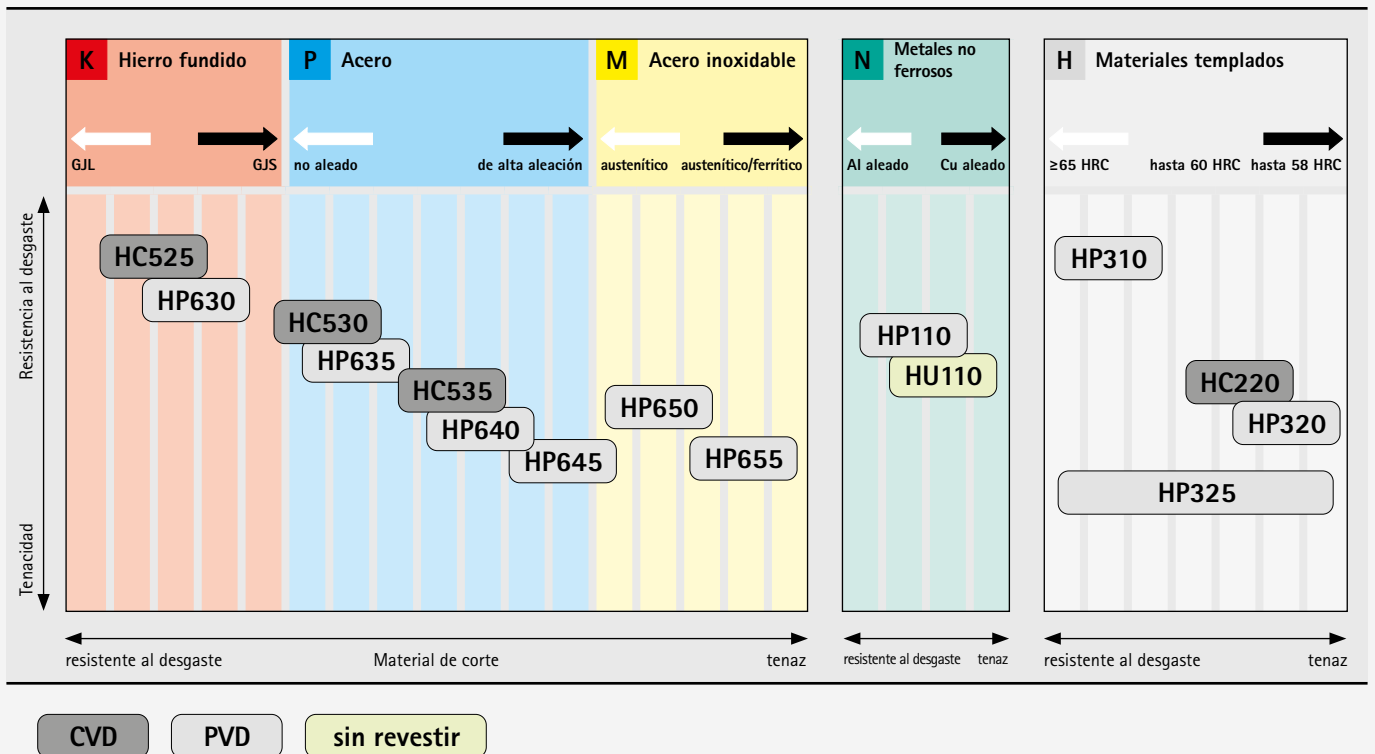 K Hierro fundido
P Acero
M Acero inoxidable
N Metales no
ferrosos
H Materiales templados
GJL GJS
no aleado de alta aleación
austenítico austenítico/ferrítico
Al aleado Cu aleado
≥65 HRC hasta 60 HRC hasta 58 HRC
Resistencia al desgaste
Tenacidad
HC525
HP630
HC530
HP635
HC535
HP640
HP645
HP650
HP655
HP110
HU110
HP310
HC220
HP320
HP325
resistente al desgaste Material de corte tenaz
resistente al desgaste tenaz
resistente al desgaste tenaz
CVD PVD sin revestir